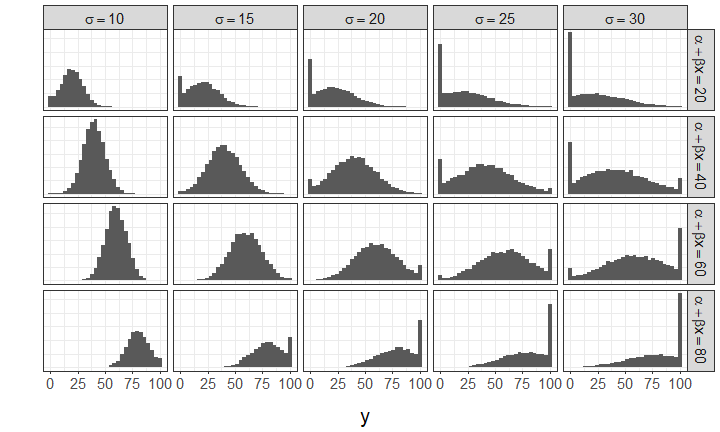 σ = 10
σ = 15
σ = 20
σ = 25
σ = 30
α + βx = 20
α + βx = 40
α + βx = 60
α + βx = 80
0 25 50 75 100 0 25 50 75 100 0 25 50 75 100 0 25 50 75 100 0 25 50 75 100
y